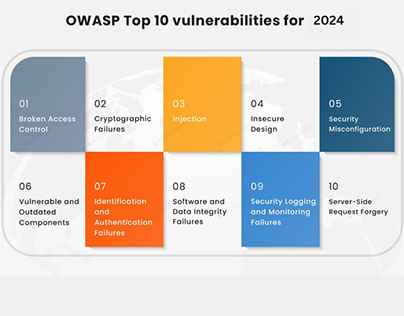 OWASP Top 10 vulnerabilities for 2024
01
Broken Access
Control
02
Cryptographic
Failures
03
Injection
04
Insecure
Design
05
Security
Misconfiguration
06
Vulnerable and
Outdated
Components
07
Identification
and
Authentication
Failures
08
Software and
Data Integrity
Failures
09
Security Logging
and Monitoring
Failures
10
Server-Side
Request Forgery